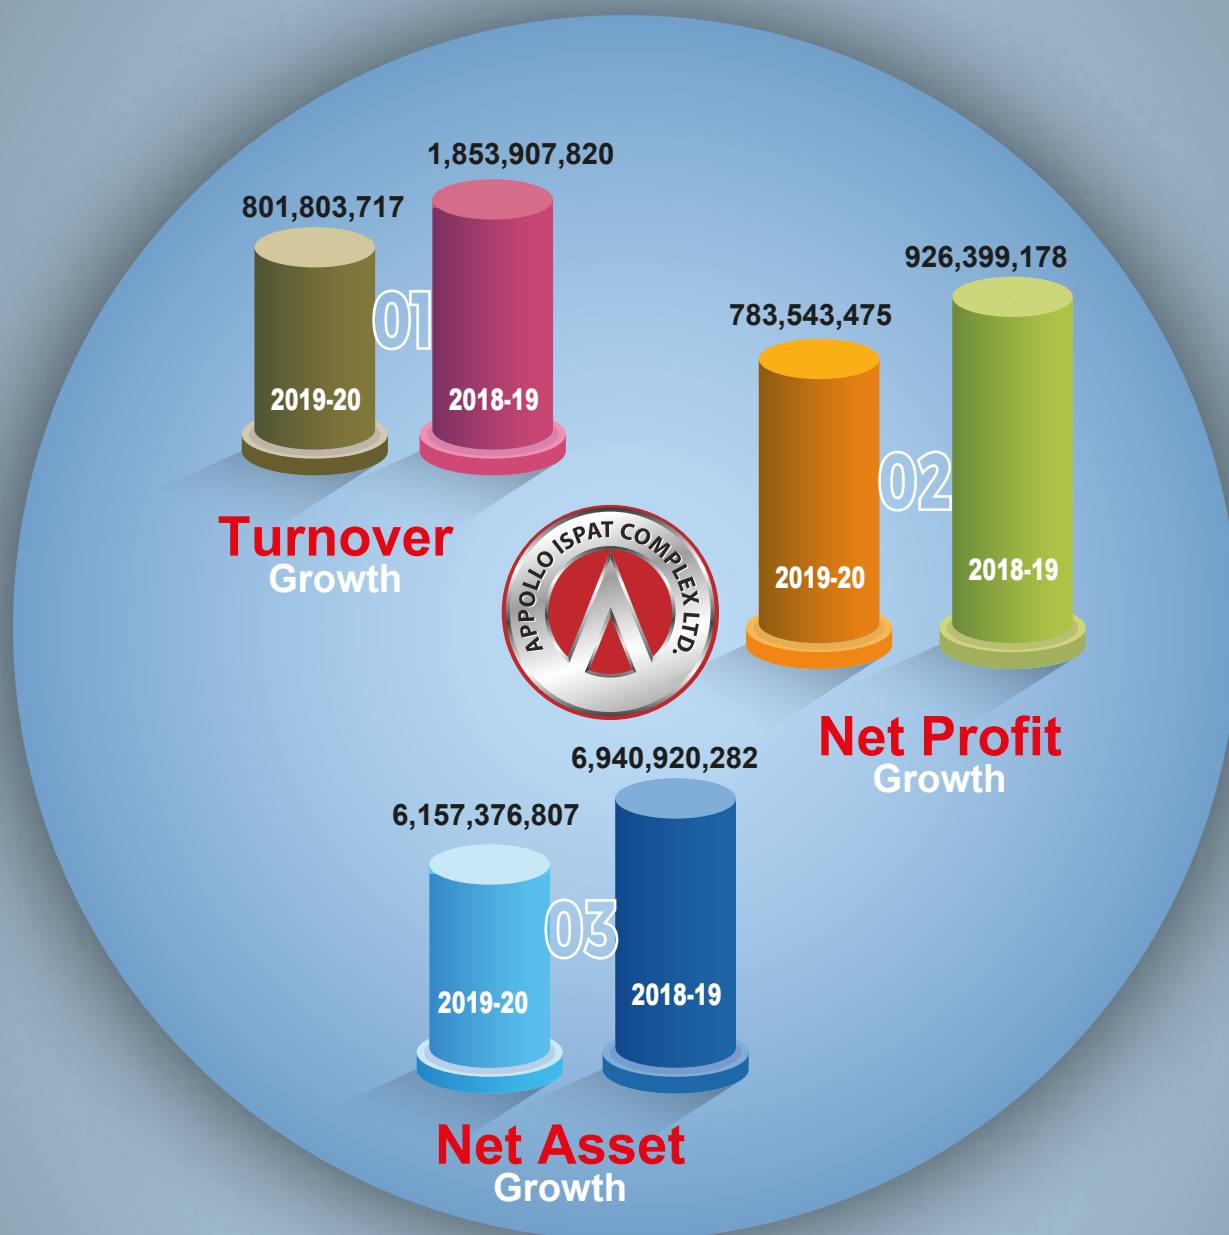 1,853,907,820
801,803,717
01
2019-20
2018-19
Turnover
Growth
926,399,178
783,543,475
02
2019-20
2018-19
Net Profit
Growth
APPOLLO ISPAT COMPLEX LTD.
6,940,920,282
6,157,376,807
03
2019-20
2018-19
Net Asset
Growth